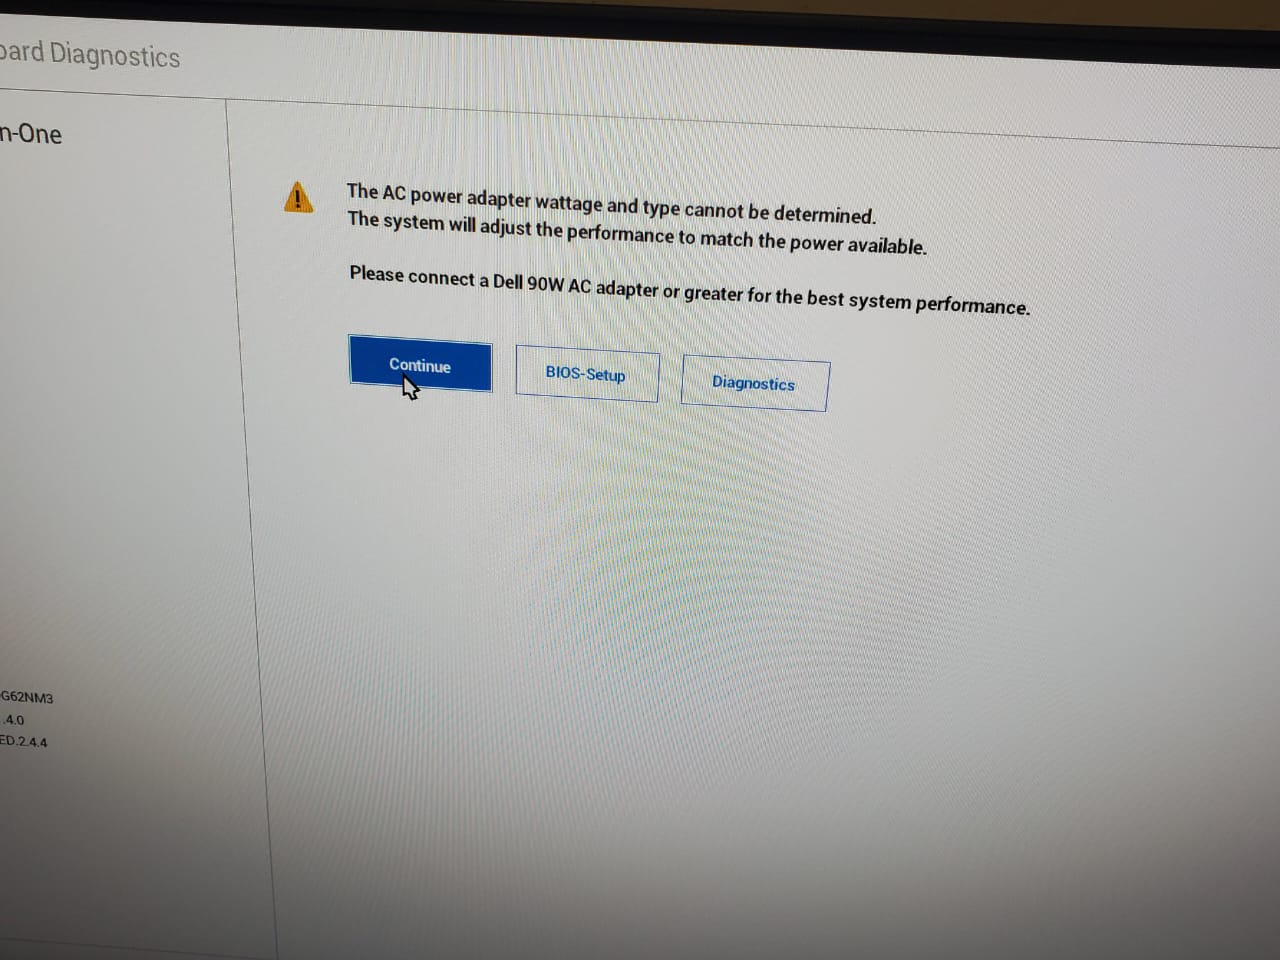 Diagnostics
n-One
The AC power adapter wattage and type cannot be determined.
The system will adjust the performance to match the power available.
Please connect a Dell 90W AC adapter or greater for the best system performance.
Continue
BIOS-Setup
Diagnostics
G62NM3
.4.0
ED.2.4.4